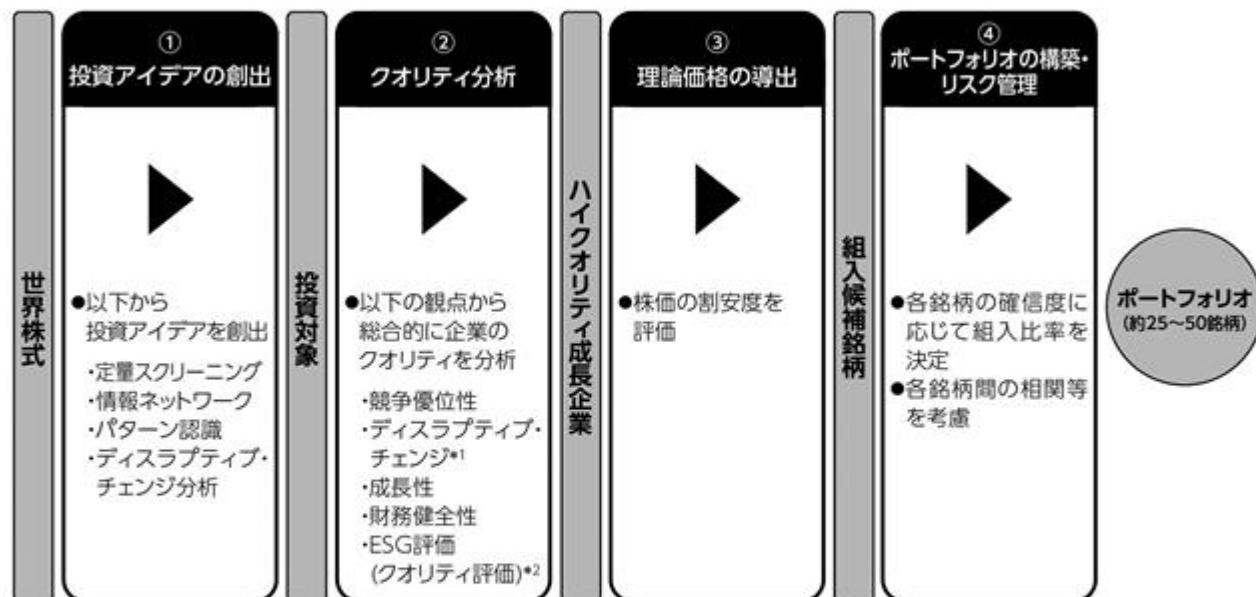 世界株式
①
投資アイデアの創出
●以下から
投資アイデアを創出
・定量スクリーニング
・情報ネットワーク
・パターン認識
・ディスラプティブ・
チェンジ分析
投資対象
②
クオリティ分析
●以下の観点から
総合的に企業の
クオリティを分析
・競争優位性
・ディスラプティブ・
チェンジ*1
・成長性
・財務健全性
・ESG評価
(クオリティ評価)*2
ハイクオリティ成長企業
③
理論価格の導出
●株価の割安度を
評価
組入候補銘柄
④
ポートフォリオの構築・
リスク管理
●各銘柄の確信度に
応じて組入比率を
決定
●各銘柄間の相関等
を考慮
ポートフォリオ
(約25~50銘柄)